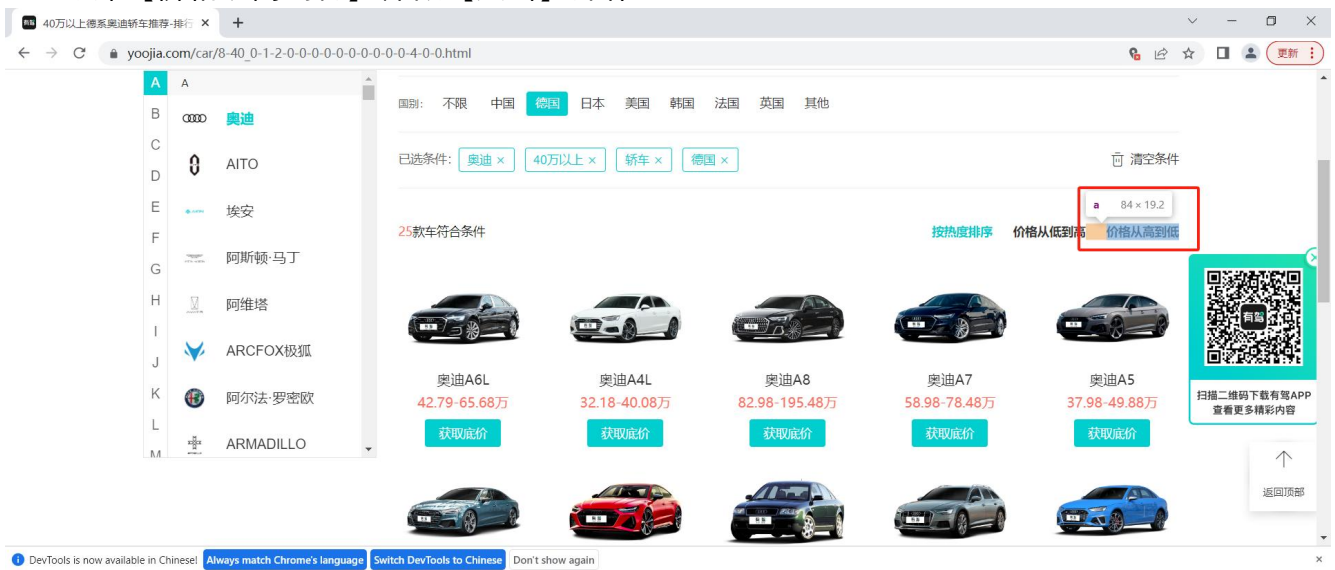 40万以上德系奥迪轿车推荐-排行
yoojia.com/car/8-40_0-1-2-0-0-0-0-0-0-0-0-0-4-0-0.html
更新
A
B
C
D
E
F
G
H
I
J
K
L
M
A
奥迪
AITO
埃安
阿斯顿·马丁
阿维塔
ARCFOX极狐
阿尔法·罗密欧
ARMADILLO
国别: 不限 中国 德国 日本 美国 韩国 法国 英国 其他
已选条件: 奥迪 × 40万以上 × 轿车 × 德国 × 清空条件
a 84 × 19.2
25款车符合条件 按热度排序 价格从低到高 价格从高到低
奥迪A6L 奥迪A4L 奥迪A8 奥迪A7 奥迪A5
42.79-65.68万 32.18-40.08万 82.98-195.48万 58.98-78.48万 37.98-49.88万
获取底价 获取底价 获取底价 获取底价 获取底价
有驾
扫描二维码下载有驾APP
查看更多精彩内容
返回顶部
DevTools is now available in Chinese! Always match Chrome's language Switch DevTools to Chinese Don't show again